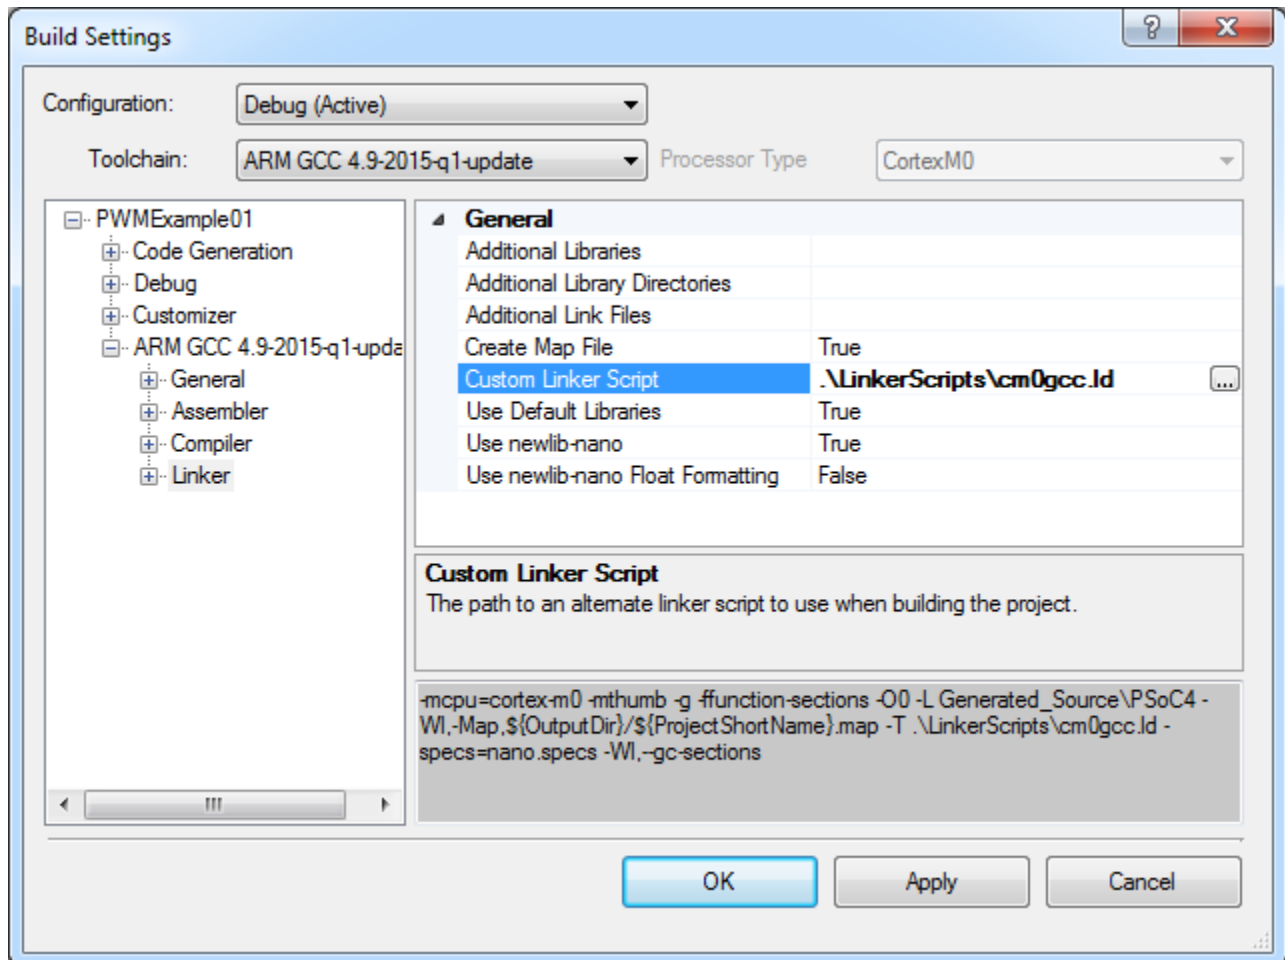 Build Settings
Configuration: Debug (Active)
Toolchain: ARM GCC 4.9-2015-q1-update Processor Type CortexM0
PWMExample01
Code Generation
Debug
Customizer
ARM GCC 4.9-2015-q1-upda
General
Assembler
Compiler
Linker
General
Additional Libraries
Additional Library Directories
Additional Link Files
Create Map File True
Custom Linker Script .\LinkerScripts\cm0gcc.ld ...
Use Default Libraries True
Use newlib-nano True
Use newlib-nano Float Formatting False
Custom Linker Script
The path to an alternate linker script to use when building the project.
-mcpu=cortex-m0 -mthumb -g -ffunction-sections -O0 -L Generated_Source\PSoC4 -
Wl,-Map,${OutputDir}/${ProjectShortName}.map -T .\LinkerScripts\cm0gcc.ld -
specs=nano.specs -Wl,--gc-sections
OK Apply Cancel